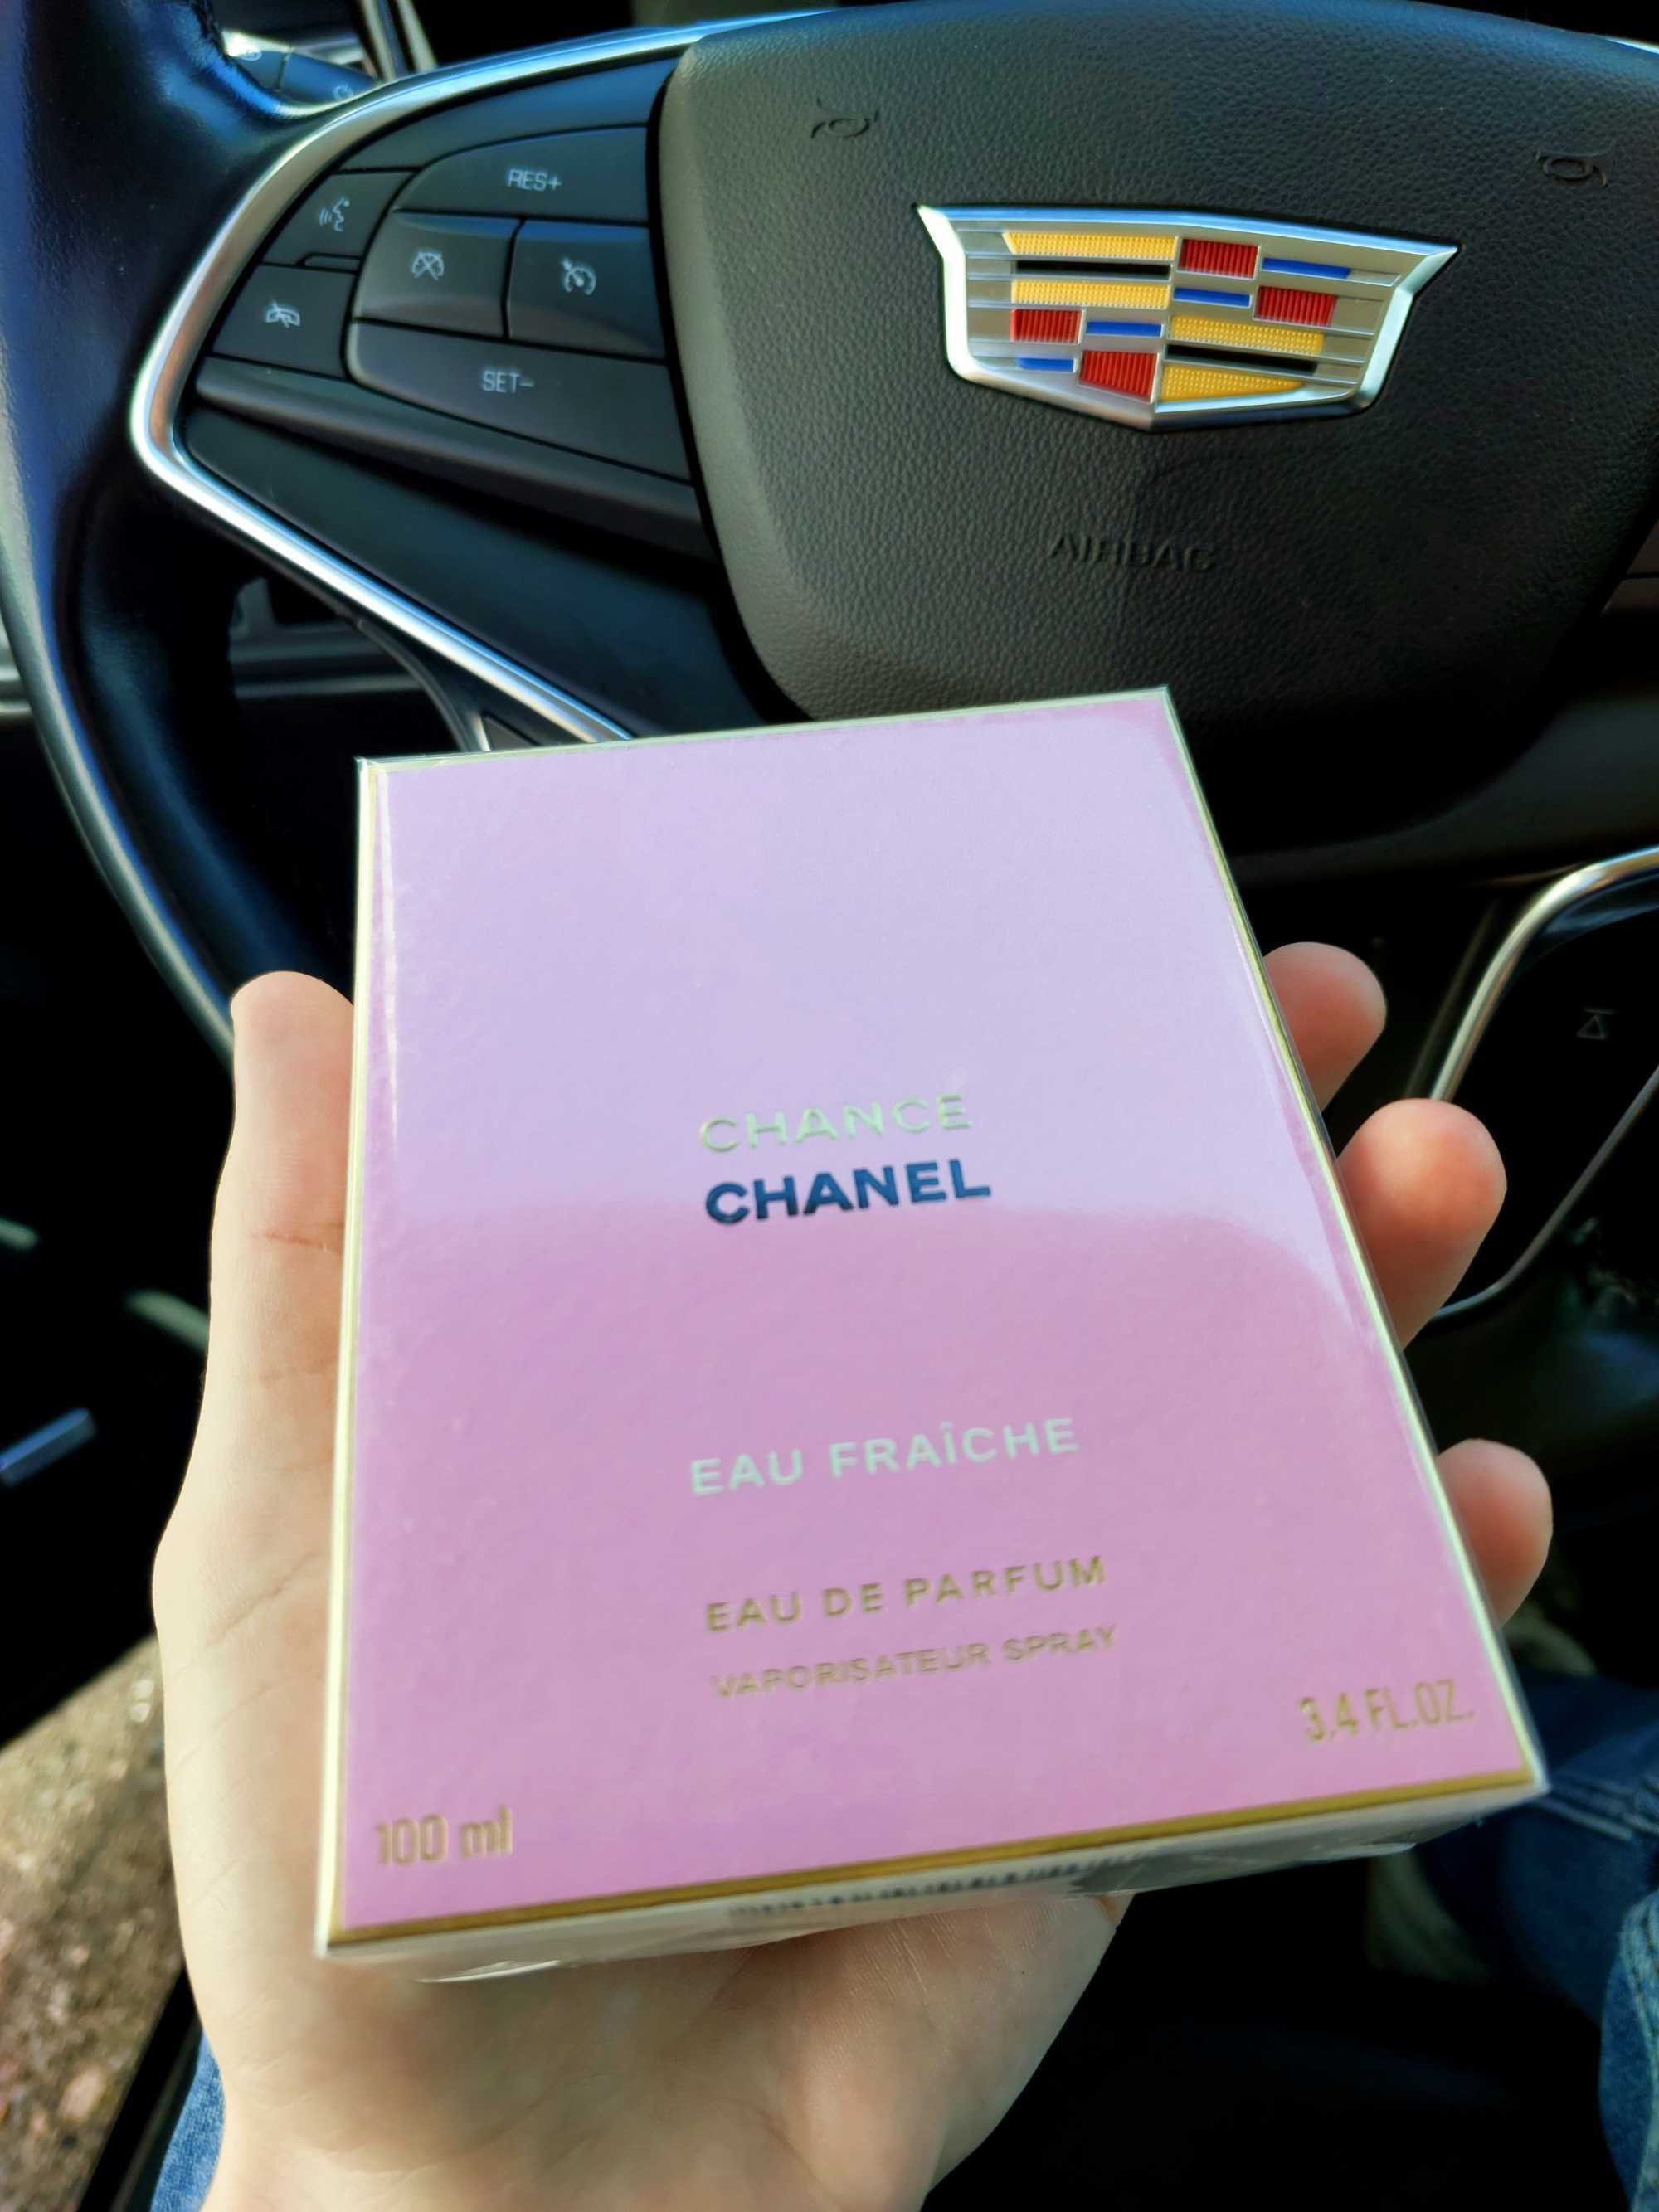 RES+
SET-
AIRBAG
CHANCE
CHANEL
EAU FRAÎCHE
EAU DE PARFUM
VAPORISATEUR SPRAY
3.4 FL.OZ.
100 ml